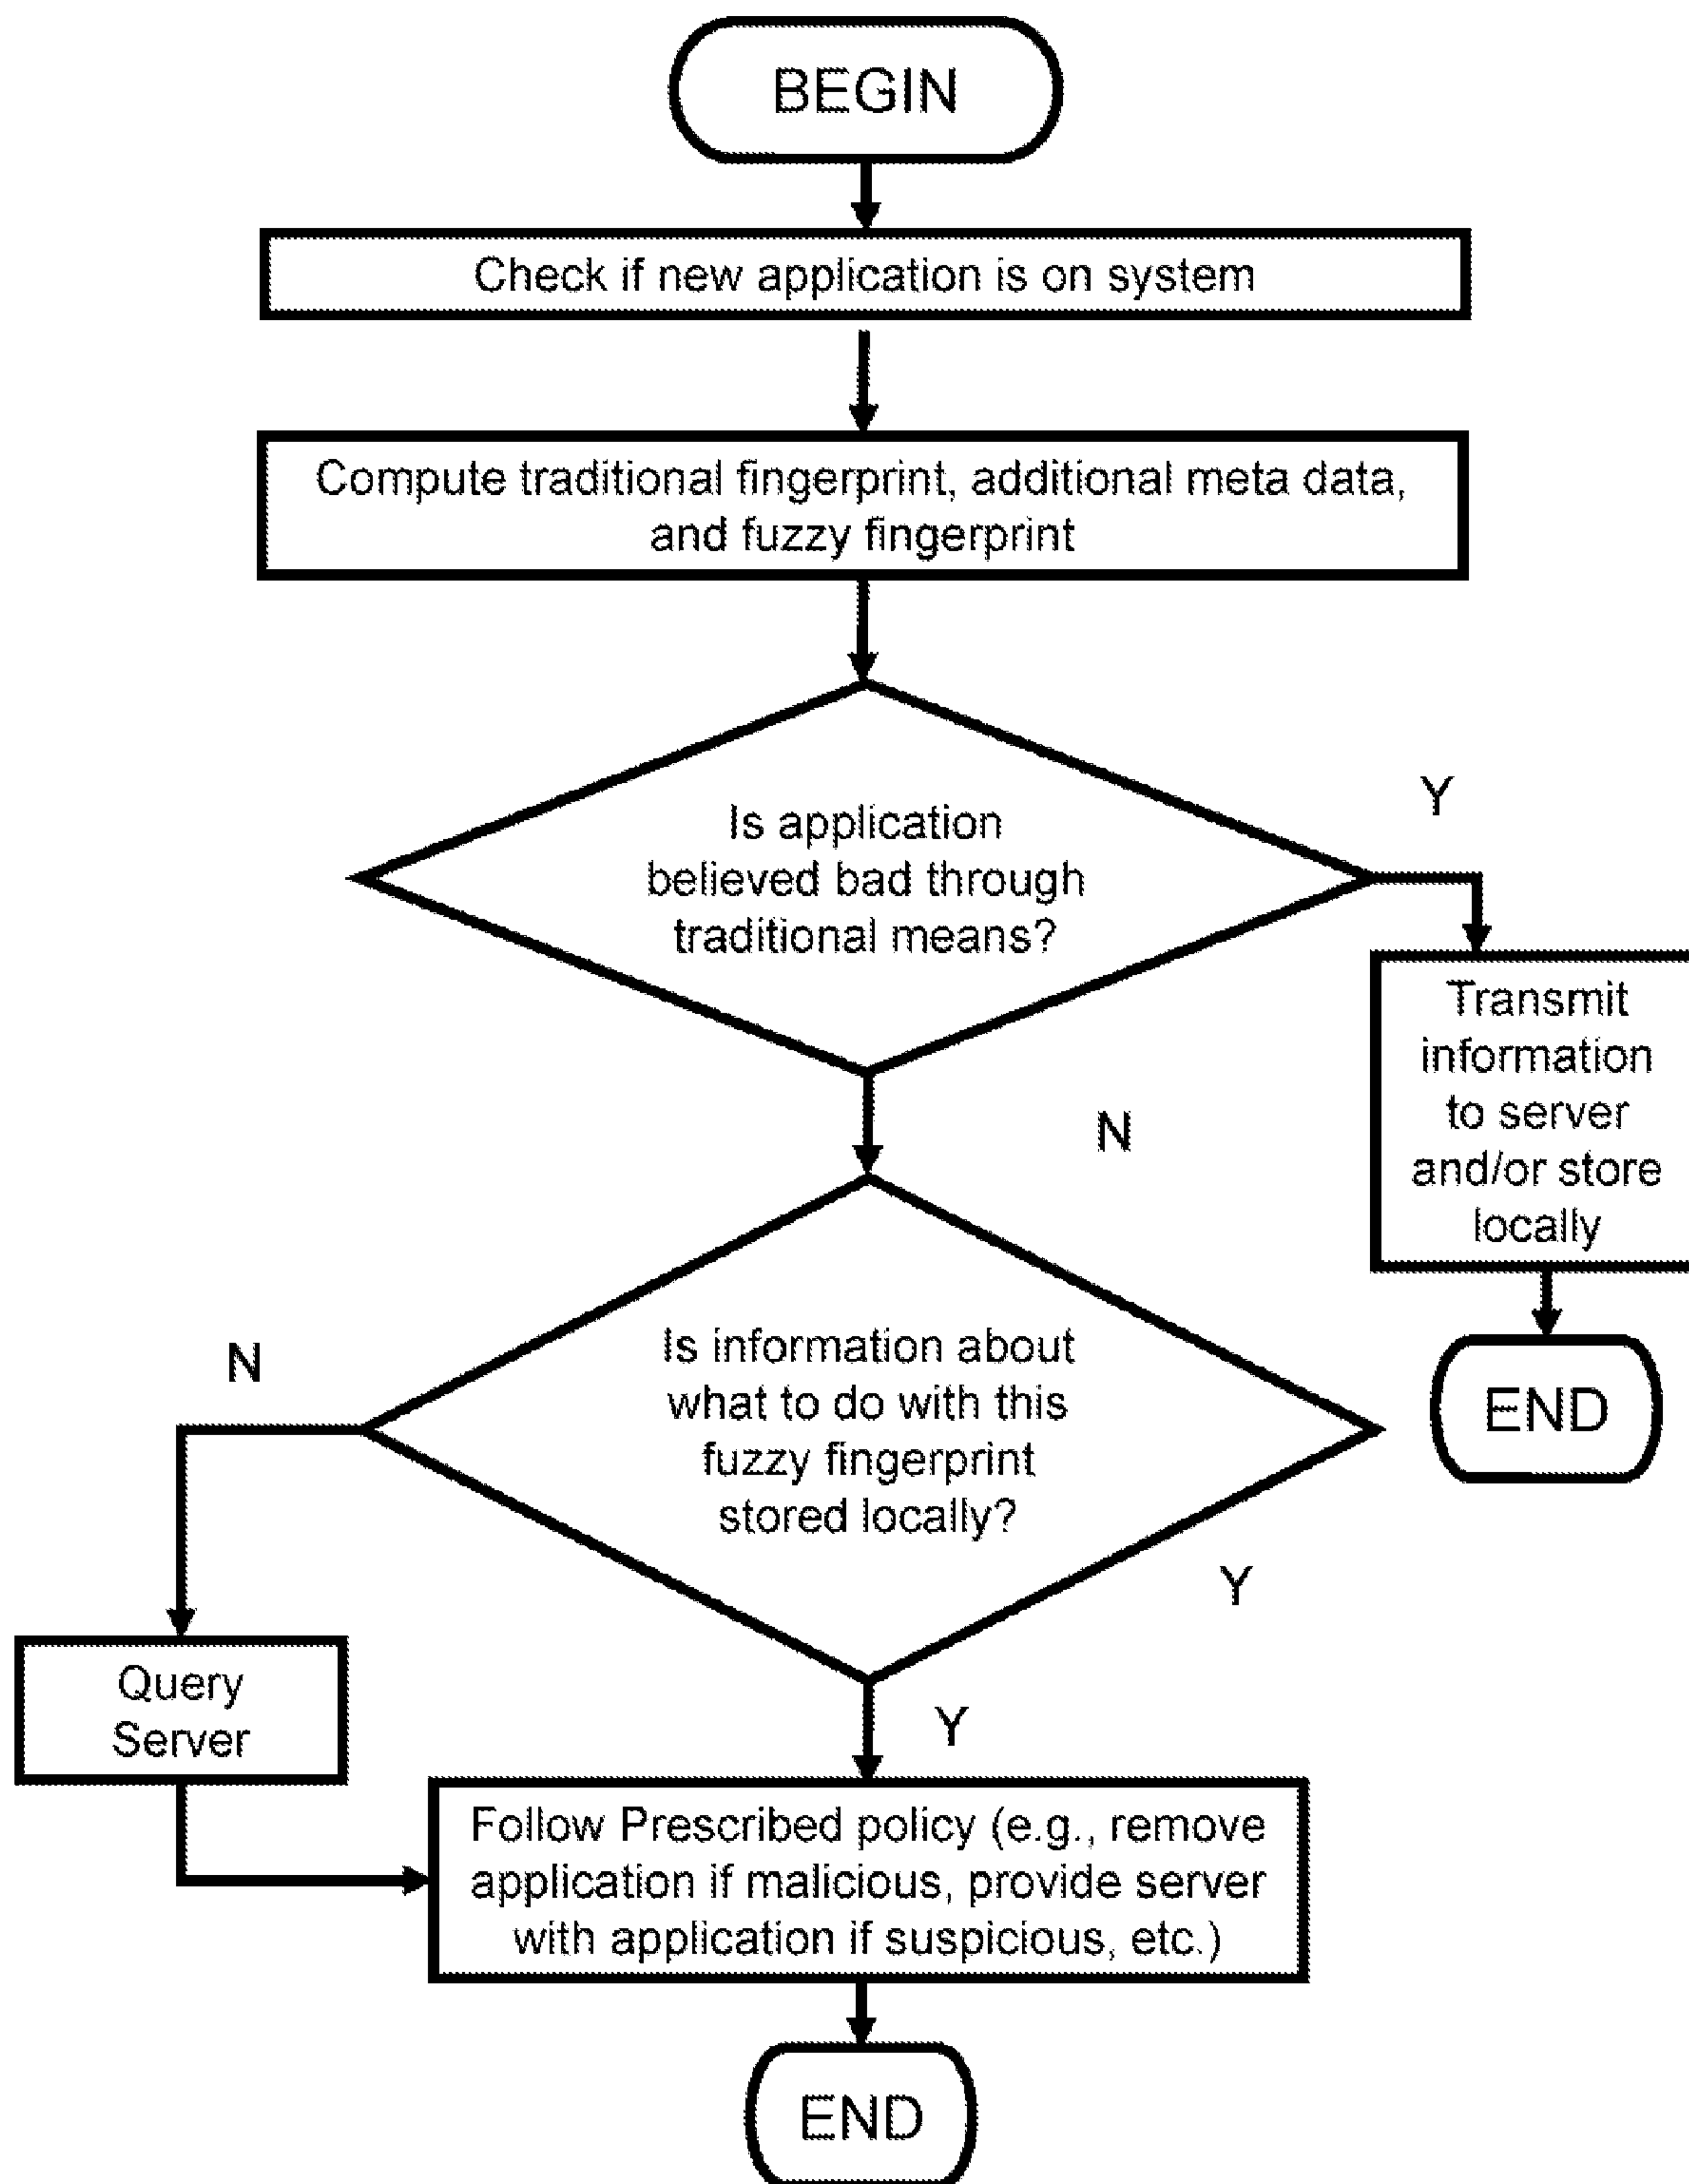 BEGIN
Check if new application is on system
Compute traditional fingerprint, additional meta data,
and fuzzy fingerprint
Is application
believed bad through
traditional means?
Y
Transmit
information
to server
and/or store
locally
N
END
Is information about
what to do with this
fuzzy fingerprint
stored locally?
N
Y
Query
Server
Y
Follow Prescribed policy (e.g., remove
application if malicious, provide server
with application if suspicious, etc.)
END